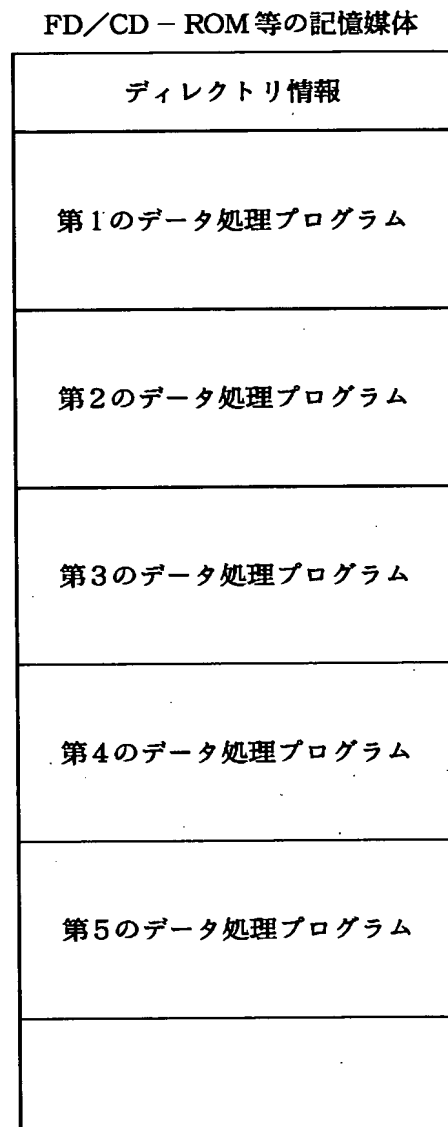 FD／CD－ROM等の記憶媒体
ディレクトリ情報
第1のデータ処理プログラム
第2のデータ処理プログラム
第3のデータ処理プログラム
第4のデータ処理プログラム
第5のデータ処理プログラム